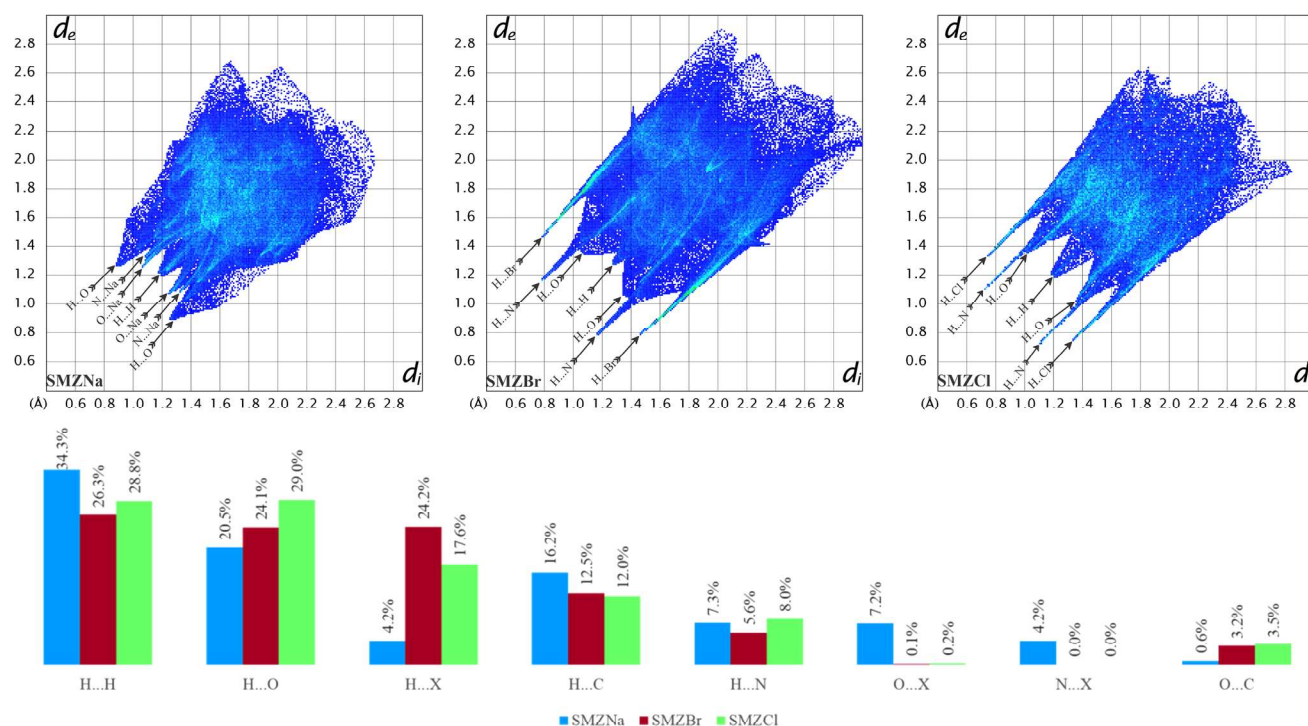 d_e
2.8
2.6
2.4
2.2
2.0
1.8
1.6
1.4
1.2
1.0
0.8
0.6
H...O
N...Na
O...Na
H...H
O...Na
N...Na
H...O
SMZNa
d_i
(Å) 0.6 0.8 1.0 1.2 1.4 1.6 1.8 2.0 2.2 2.4 2.6 2.8
d_e
2.8
2.6
2.4
2.2
2.0
1.8
1.6
1.4
1.2
1.0
0.8
0.6
H...Br
H...N
H...O
H...H
H...O
H...N
H...Br
SMZBr
d_i
(Å) 0.6 0.8 1.0 1.2 1.4 1.6 1.8 2.0 2.2 2.4 2.6 2.8
d_e
2.8
2.6
2.4
2.2
2.0
1.8
1.6
1.4
1.2
1.0
0.8
0.6
H...Cl
H...N
H...O
H...H
H...O
H...N
H...Cl
SMZCl
d
(Å) 0.6 0.8 1.0 1.2 1.4 1.6 1.8 2.0 2.2 2.4 2.6 2.8
34.3% 26.3% 28.8%
20.5% 24.1% 29.0%
4.2% 24.2% 17.6%
16.2% 12.5% 12.0%
7.3% 5.6% 8.0%
7.2% 0.1% 0.2%
4.2% 0.0% 0.0%
0.6% 3.2% 3.5%
H...H H...O H...X H...C H...N O...X N...X O...C
SMZNa SMZBr SMZCl